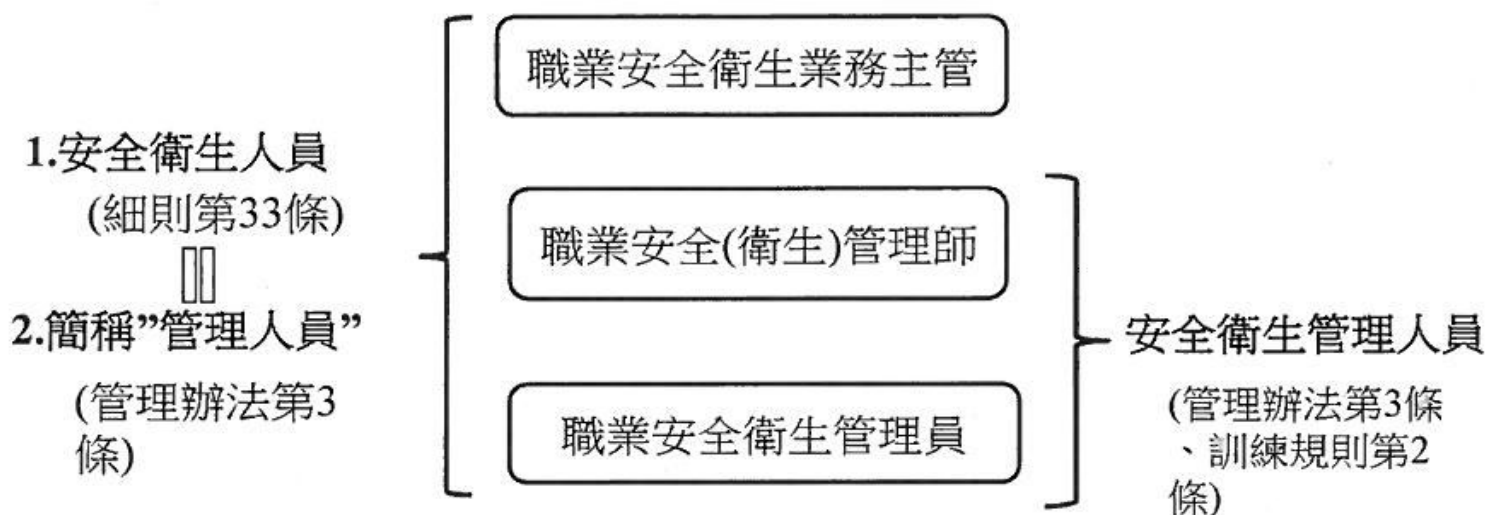 職業安全衛生業務主管
1.安全衛生人員
(細則第33條)
2.簡稱”管理人員”
(管理辦法第3
條)
職業安全(衛生)管理師
職業安全衛生管理員
安全衛生管理人員
(管理辦法第3條
、訓練規則第2
條)